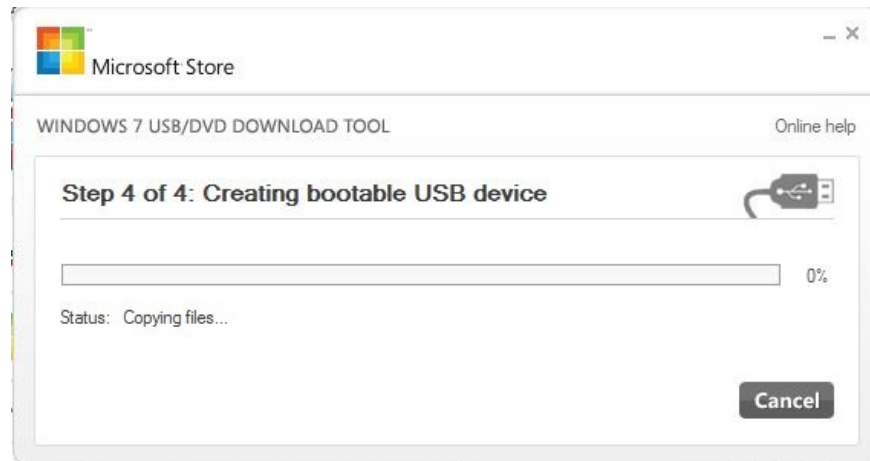 Microsoft Store
WINDOWS 7 USB/DVD DOWNLOAD TOOL
Online help
Step 4 of 4: Creating bootable USB device
0%
Status: Copying files...
Cancel